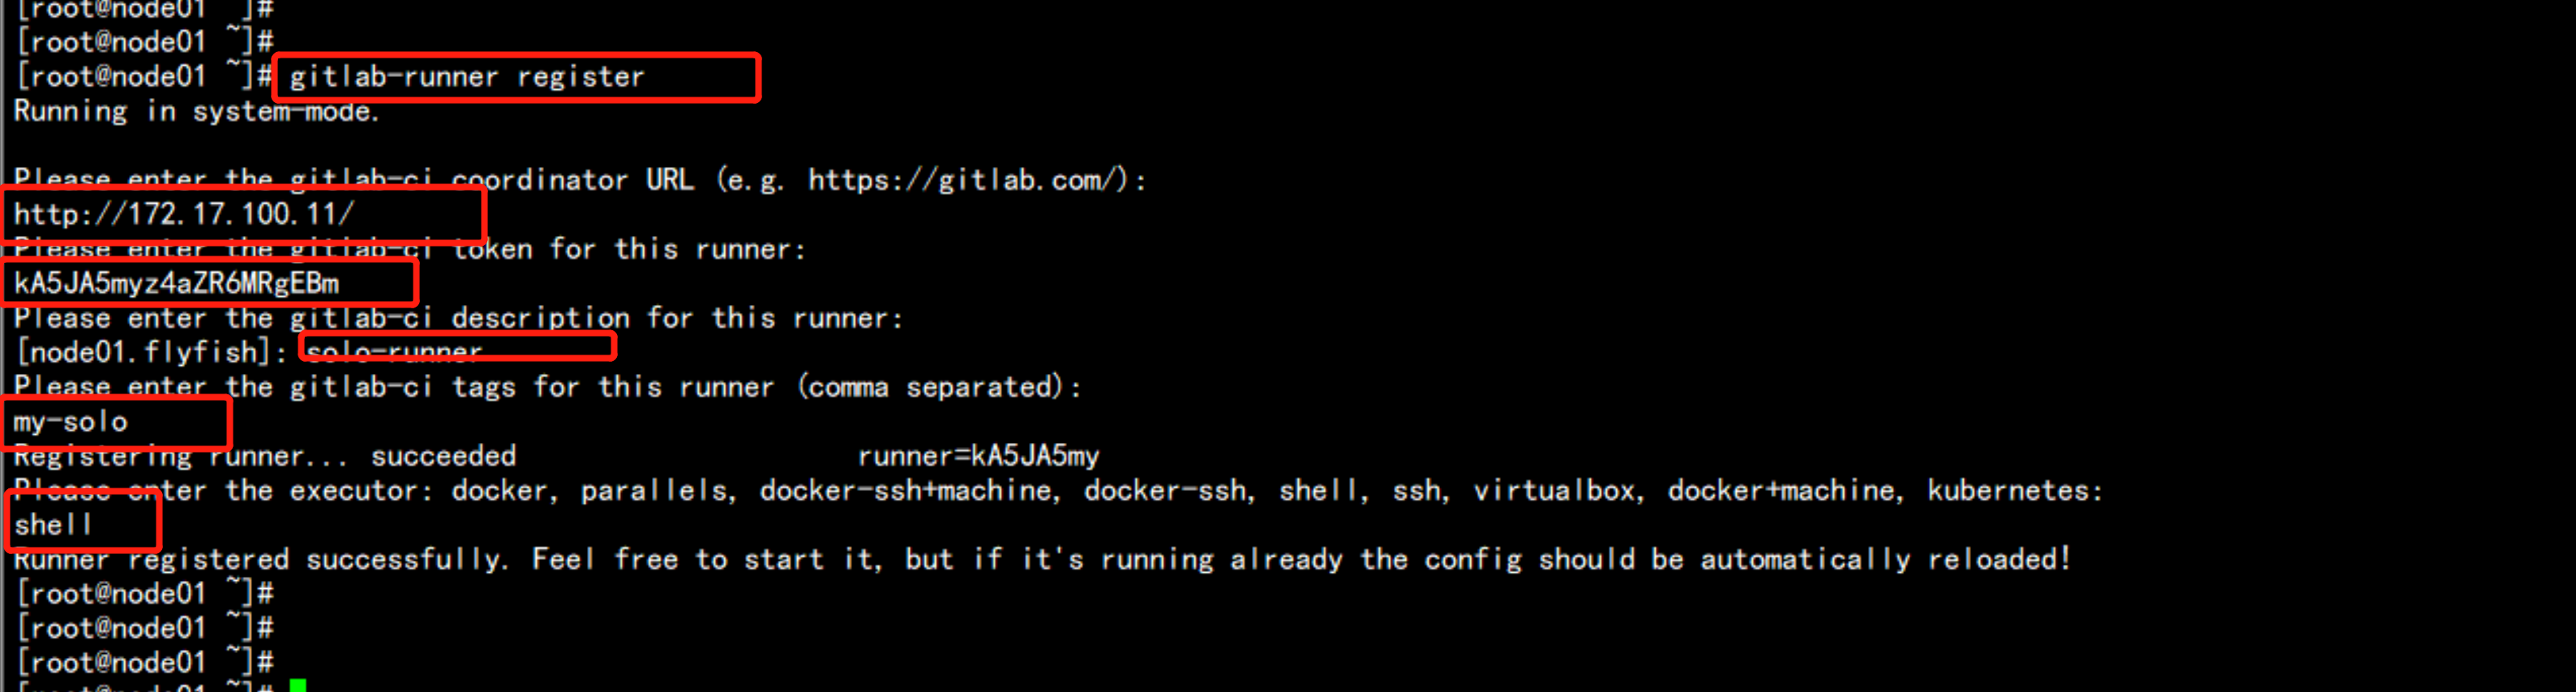 [root@node01 ~]#
[root@node01 ~]#
[root@node01 ~]# gitlab-runner register
Running in system-mode.
Please enter the gitlab-ci coordinator URL (e.g. https://gitlab.com/):
http://172.17.100.11/
Please enter the gitlab-ci token for this runner:
kA5JA5myz4aZR6MRgEBm
Please enter the gitlab-ci description for this runner:
[node01.flyfish]: solo-runner
Please enter the gitlab-ci tags for this runner (comma separated):
my-solo
Registering runner... succeeded                     runner=kA5JA5my
Please enter the executor: docker, parallels, docker-ssh+machine, docker-ssh, shell, ssh, virtualbox, docker+machine, kubernetes:
shell
Runner registered successfully. Feel free to start it, but if it's running already the config should be automatically reloaded!
[root@node01 ~]#
[root@node01 ~]#
[root@node01 ~]#
[root@node01 ~]#